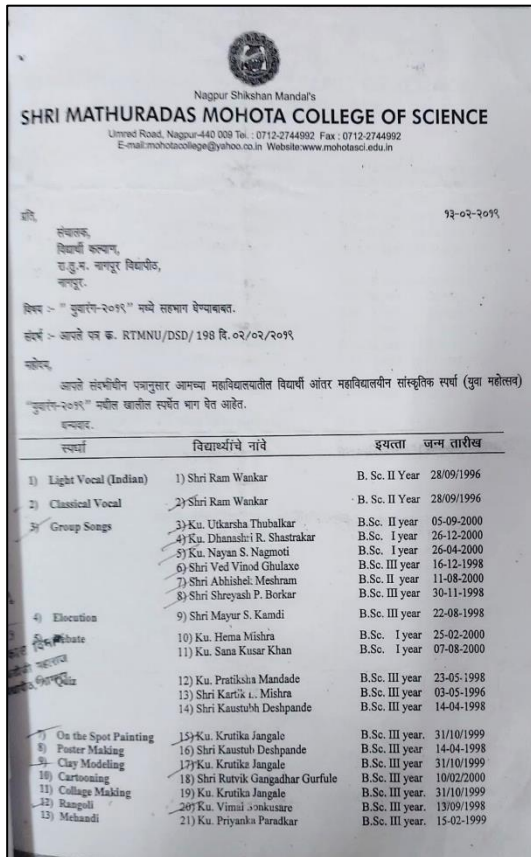 Nagpur Shikshan Mandal's
SHRI MATHURADAS MOHOTA COLLEGE OF SCIENCE
Umred Road, Nagpur-440 009 Tel. : 0712-2744992 Fax : 0712-2744992
E-mail:mohotacollege@yahoo.co.in Website:www.mohotasci.edu.in
१३-०२-२०१९
प्रति,
संचालक,
विद्यार्थी कल्याण,
रा.तु.म. नागपूर विद्यापीठ,
नागपूर.
विषय :- " युवारंग-२०१९" मध्ये सहभाग घेण्याबाबत.
संदर्भ :- आपले पत्र क्र. RTMNU/DSD/ 198 दि.०२/०२/२०१९
महोदय,
आपले संदर्भाधीन पत्रानुसार आमच्या महाविद्यालयातील विद्यार्थी आंतर महाविद्यालयीन सांस्कृतिक स्पर्धा (युवा महोत्सव)
"युवारंग-२०१९" मधील खालील स्पर्धेत भाग घेत आहेत.
धन्यवाद.
स्पर्धा विद्यार्थ्यांचे नांवे इयत्ता जन्म तारीख
1) Light Vocal (Indian) 1) Shri Ram Wankar B. Sc. II Year 28/09/1996
2) Classical Vocal 2) Shri Ram Wankar B. Sc. II Year 28/09/1996
3) Group Songs 3) Ku. Utkarsha Thubalkar B.Sc. II year 05-09-2000
4) Ku. Dhanashri R. Shastrakar B.Sc. I year 26-12-2000
5) Ku. Nayan S. Nagmoti B.Sc. I year 26-04-2000
6) Shri Ved Vinod Ghulaxe B.Sc. III year 16-12-1998
7) Shri Abhishek Meshram B.Sc. II year 11-08-2000
8) Shri Shreyash P. Borkar B.Sc. III year 30-11-1998
4) Elocution 9) Shri Mayur S. Kamdi B.Sc. III year 22-08-1998
10) Ku. Hema Mishra B.Sc. I year 25-02-2000
11) Ku. Sana Kusar Khan B.Sc. I year 07-08-2000
12) Ku. Pratiksha Mandade B.Sc. III year 23-05-1998
Quiz 13) Shri Kartik Mishra B.Sc. III year 03-05-1996
14) Shri Kaustubh Deshpande B.Sc. III year 14-04-1998
7) On the Spot Painting 15) Ku. Krutika Jangale B.Sc. III year. 31/10/1999
8) Poster Making 16) Shri Kaustub Deshpande B.Sc. III year 14-04-1998
9) Clay Modeling 17) Ku. Krutika Jangale B.Sc. III year. 31/10/1999
10) Cartooning 18) Shri Rutvik Gangadhar Gurfule B.Sc. III year 10/02/2000
11) Collage Making 19) Ku. Krutika Jangale B.Sc. III year. 31/10/1999
12) Rangoli 20) Ku. Vimal B.Sc. III year 13/09/1998
13) Mehandi 21) Ku. Priyanka Paradkar B.Sc. III year. 15-02-1999